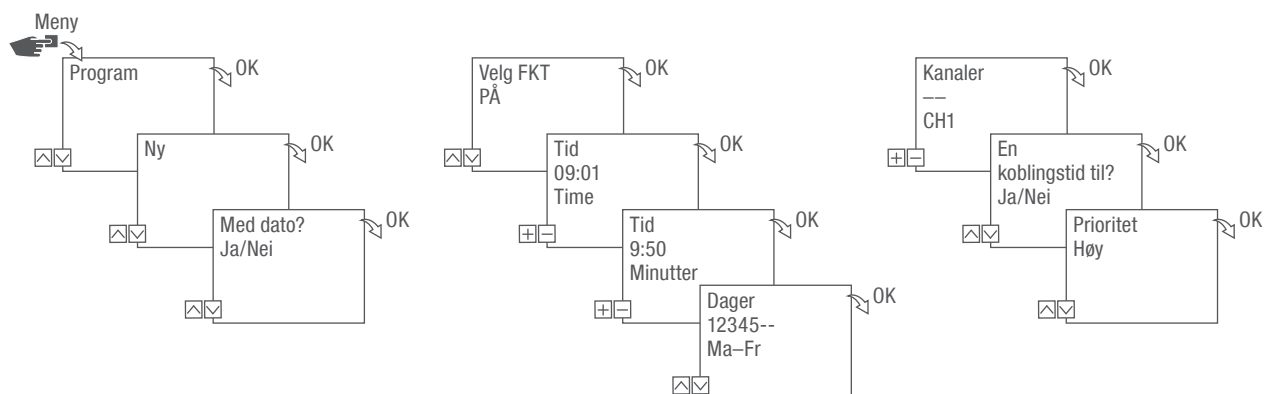 Meny
Program
OK
Ny
OK
Med dato?
Ja/Nei
OK
Velg FKT
PÅ
OK
Tid
09:01
Time
OK
Tid
9:50
Minutter
OK
Dager
12345--
Ma–Fr
OK
Kanaler
––
CH1
OK
En
koblingstid til?
Ja/Nei
OK
Prioritet
Høy
OK